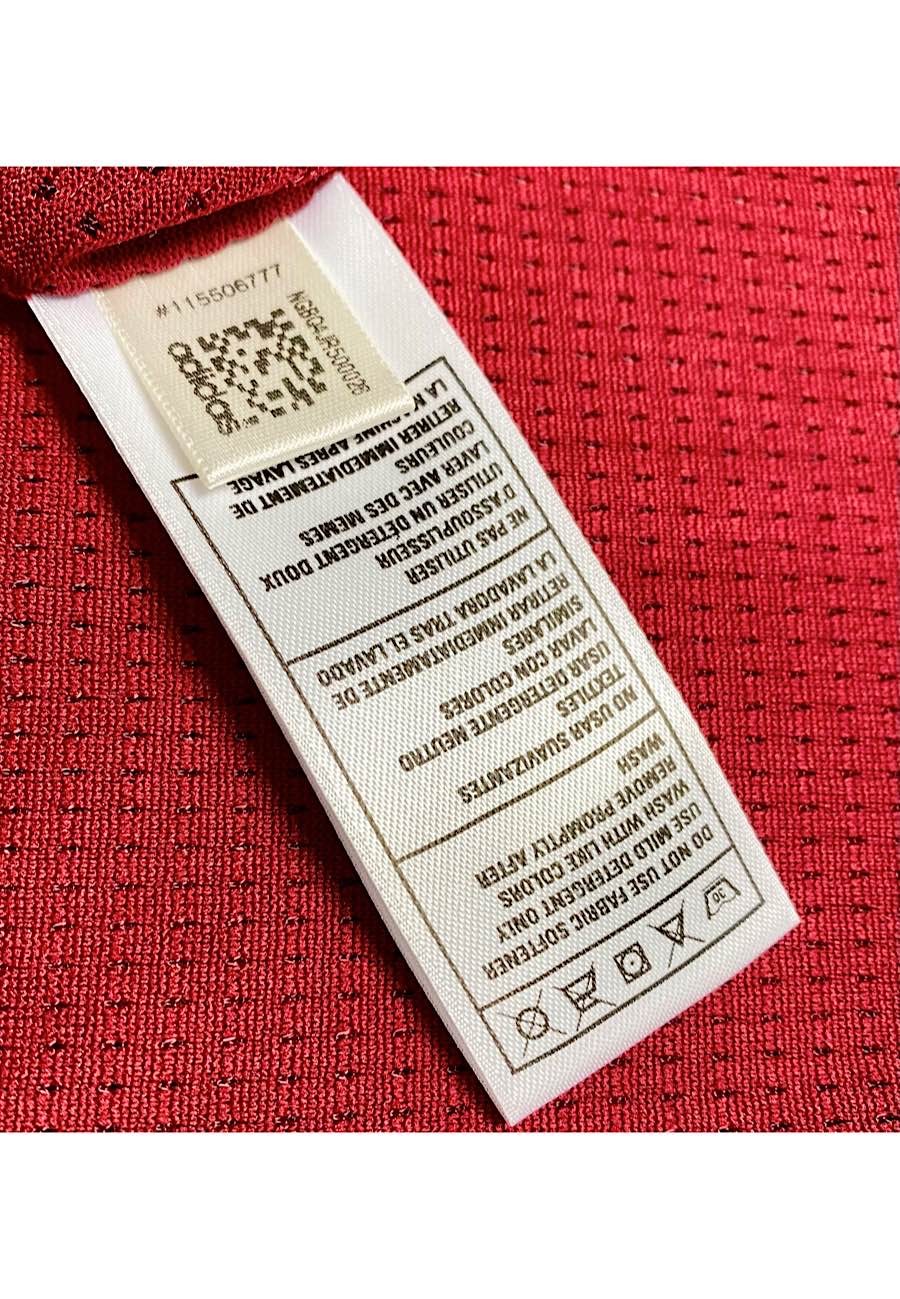 #115506777
adidas
30
DO NOT USE FABRIC SOFTENER
USE MILD DETERGENT ONLY
WASH WITH LIKE COLORS
REMOVE PROMPTLY AFTER
WASH
NO USAR SUAVIZANTES
TEXTILES
USAR DETERGENTE NEUTRO
LAVAR CON COLORES
SIMILARES
RETIRAR IMMEDIATAMENTE DE
LA LAVADORA TRAS EL LAVADO
NE PAS UTILISER
D'ASSOUPLISSEUR
UTILISER UN DÉTERGENT DOUX
LAVER AVEC DES MEMES
COULEURS
RETIRER IMMEDIATEMENT DE
LA MACHINE APRES LAVAGE